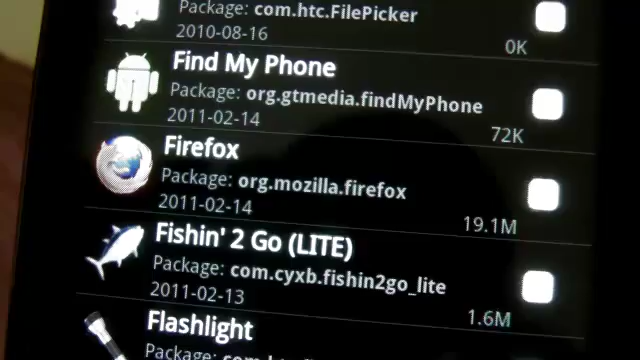 Package: com.htc.FilePicker
2010-08-16
0K
Find My Phone
Package: org.gtmedia.findMyPhone
2011-02-14
72K
Firefox
Package: org.mozilla.firefox
2011-02-14
19.1M
Fishin' 2 Go (LITE)
Package: com.cyxb.fishin2go_lite
2011-02-13
1.6M
Flashlight
Package: